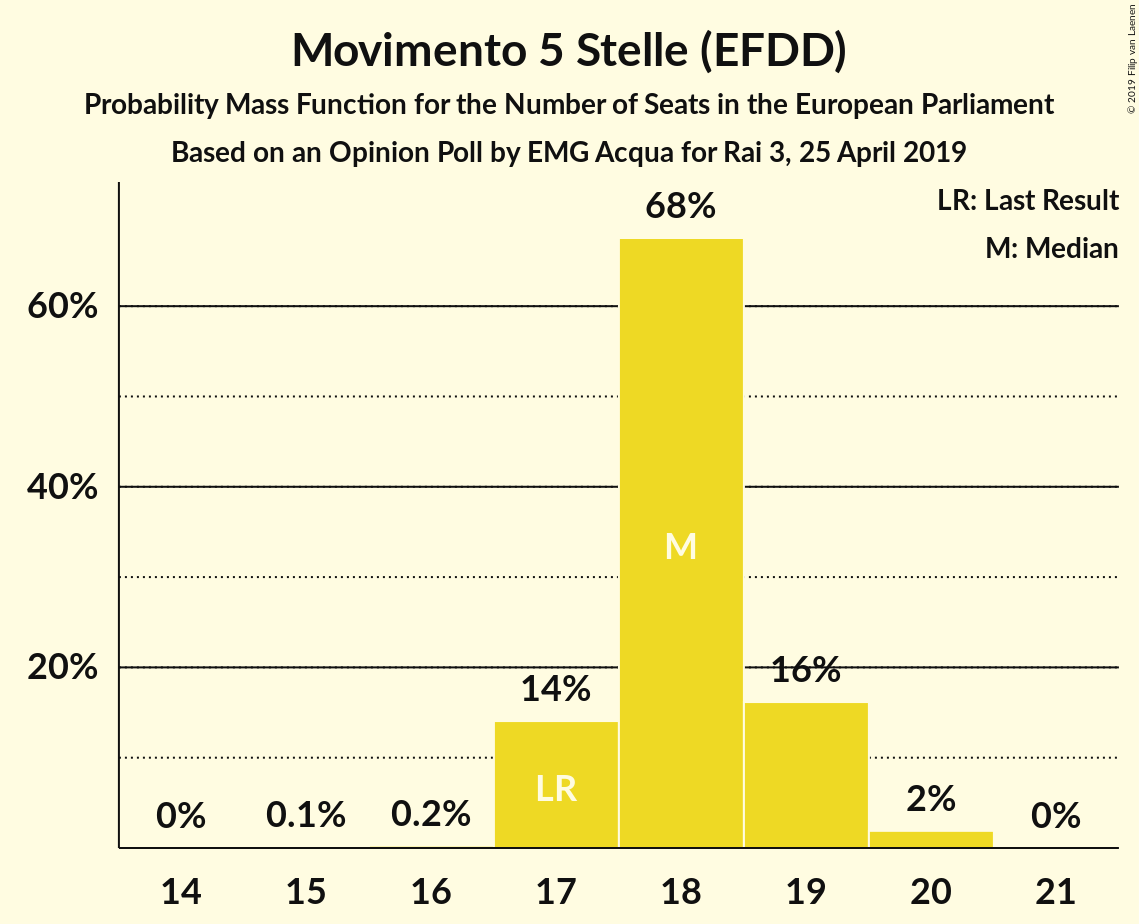 Movimento 5 Stelle (EFDD)
Probability Mass Function for the Number of Seats in the European Parliament
Based on an Opinion Poll by EMG Acqua for Rai 3, 25 April 2019
© 2019 Filip van Laenen
LR: Last Result
M: Median
68%
60%
40%
20%
M
16%
14%
LR
0%
0.1%
0.2%
2%
0%
14 15 16 17 18 19 20 21